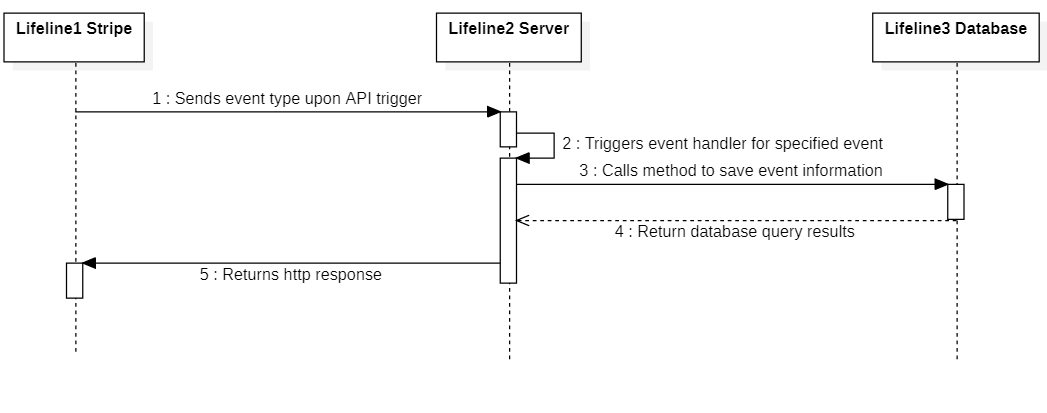 Lifeline1 Stripe
Lifeline2 Server
Lifeline3 Database
1 : Sends event type upon API trigger
2 : Triggers event handler for specified event
3 : Calls method to save event information
4 : Return database query results
5 : Returns http response